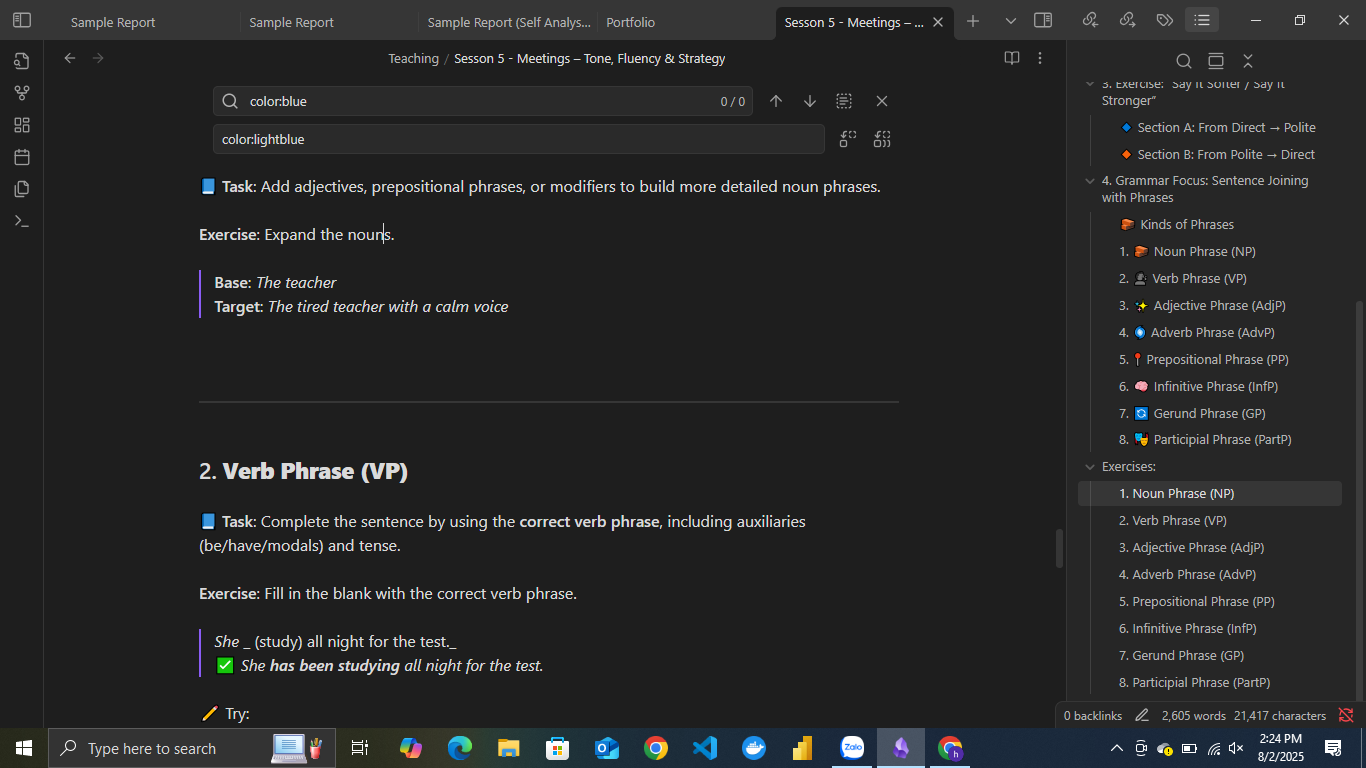 Sample Report
Sample Report
Sample Report (Self Analys...
Portfolio
Sesson 5 - Meetings – ...
Teaching / Sesson 5 - Meetings – Tone, Fluency & Strategy
color:blue
0 / 0
color:lightblue
Task: Add adjectives, prepositional phrases, or modifiers to build more detailed noun phrases.
Exercise: Expand the nouns.
Base: The teacher
Target: The tired teacher with a calm voice
2. Verb Phrase (VP)
Task: Complete the sentence by using the correct verb phrase, including auxiliaries
(be/have/modals) and tense.
Exercise: Fill in the blank with the correct verb phrase.
She _ (study) all night for the test._
✅ She has been studying all night for the test.
Try:
3. Exercise: “Say It Softer / Say It
Stronger”
Section A: From Direct → Polite
Section B: From Polite → Direct
4. Grammar Focus: Sentence Joining
with Phrases
Kinds of Phrases
1. Noun Phrase (NP)
2. Verb Phrase (VP)
3. Adjective Phrase (AdjP)
4. Adverb Phrase (AdvP)
5. Prepositional Phrase (PP)
6. Infinitive Phrase (InfP)
7. Gerund Phrase (GP)
8. Participial Phrase (PartP)
Exercises:
1. Noun Phrase (NP)
2. Verb Phrase (VP)
3. Adjective Phrase (AdjP)
4. Adverb Phrase (AdvP)
5. Prepositional Phrase (PP)
6. Infinitive Phrase (InfP)
7. Gerund Phrase (GP)
8. Participial Phrase (PartP)
0 backlinks
2,605 words
21,417 characters
Type here to search
Zalo
h
2:24 PM
8/2/2025